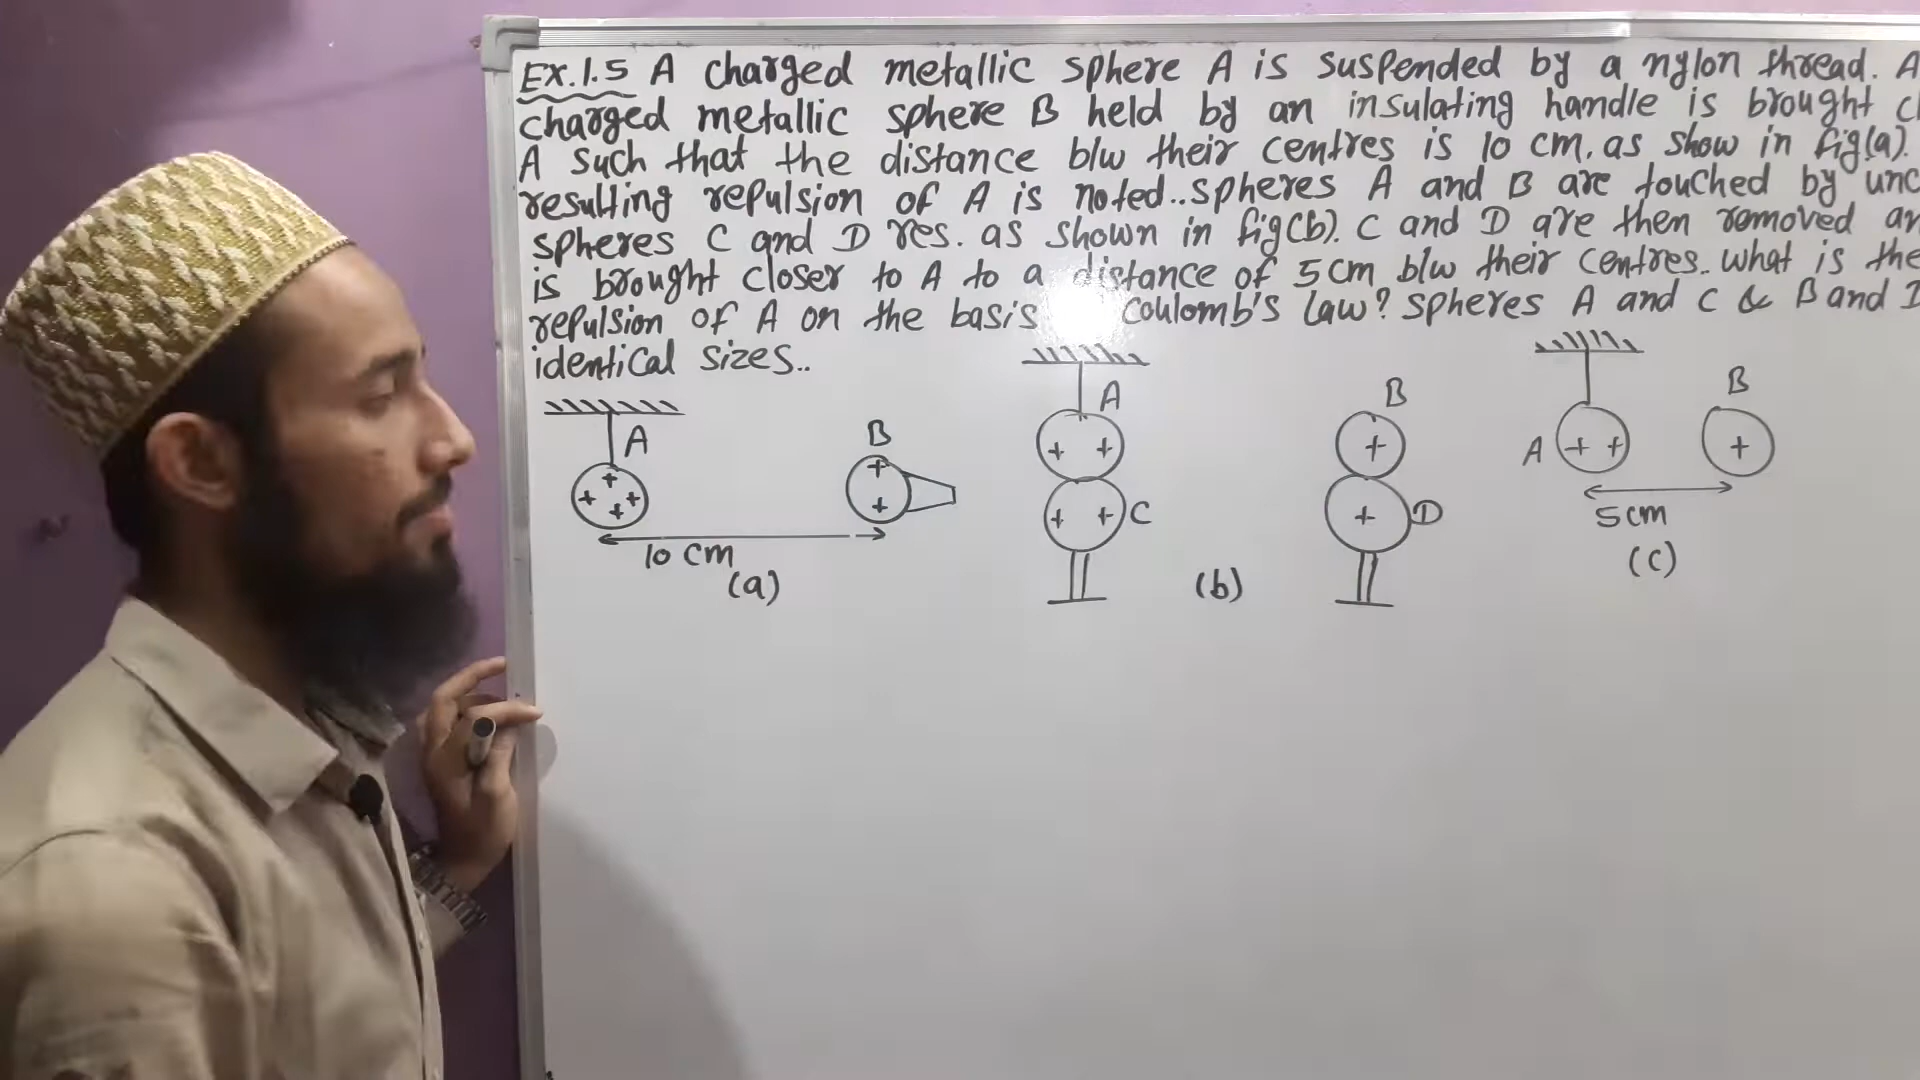 Ex.1.5 A charged metallic sphere A is suspended by a nylon thread. A
charged metallic sphere B held by an insulating handle is brought
A such that the distance b/w their centres is 10 cm. as show in fig(a).
resulting repulsion of A is noted.. spheres A and B are touched by
spheres C and D res. as shown in fig(b). C and D are then removed
is brought closer to A to a distance of 5 cm b/w their centres. what is the
repulsion of A on the basis Coulomb's law? spheres A and C & B and
identical sizes..
A
B
A
C
B
D
A
B
+ + + +
+ +
+ +
+ +
+
+
+ +
+
10 cm
(a)
(b)
5 cm
(c)